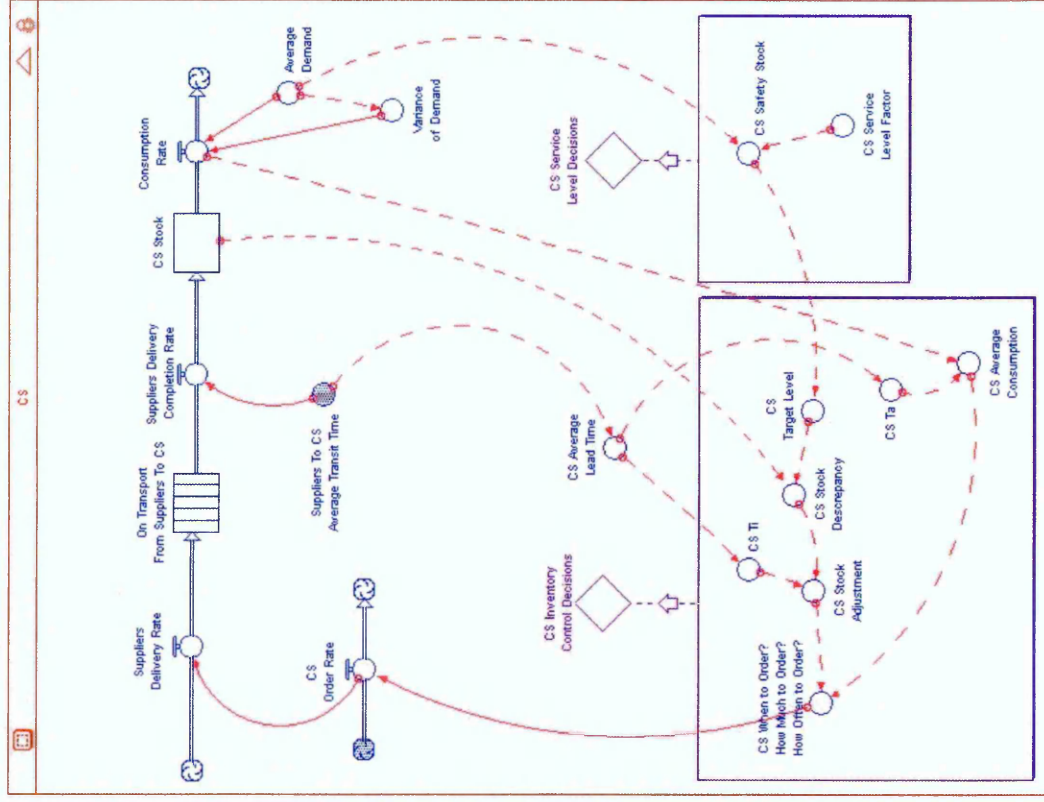 CS
Suppliers
Delivery Rate
On Transport
From Suppliers To CS
Suppliers Delivery
Completion Rate
CS Stock
Consumption
Rate
Average
Demand
CS
Order Rate
Suppliers To CS
Average Transit Time
Variance
of Demand
CS Inventory
Control Decisions
CS Average
Lead Time
CS Service
Level Decisions
CS Ti
CS Safety Stock
CS When to Order?
How Much to Order?
How Offten to Order?
CS Stock
Adjustment
CS Stock
Descrepancy
CS
Target Level
CS Ta
CS Average
Consumption
CS Service
Level Factor